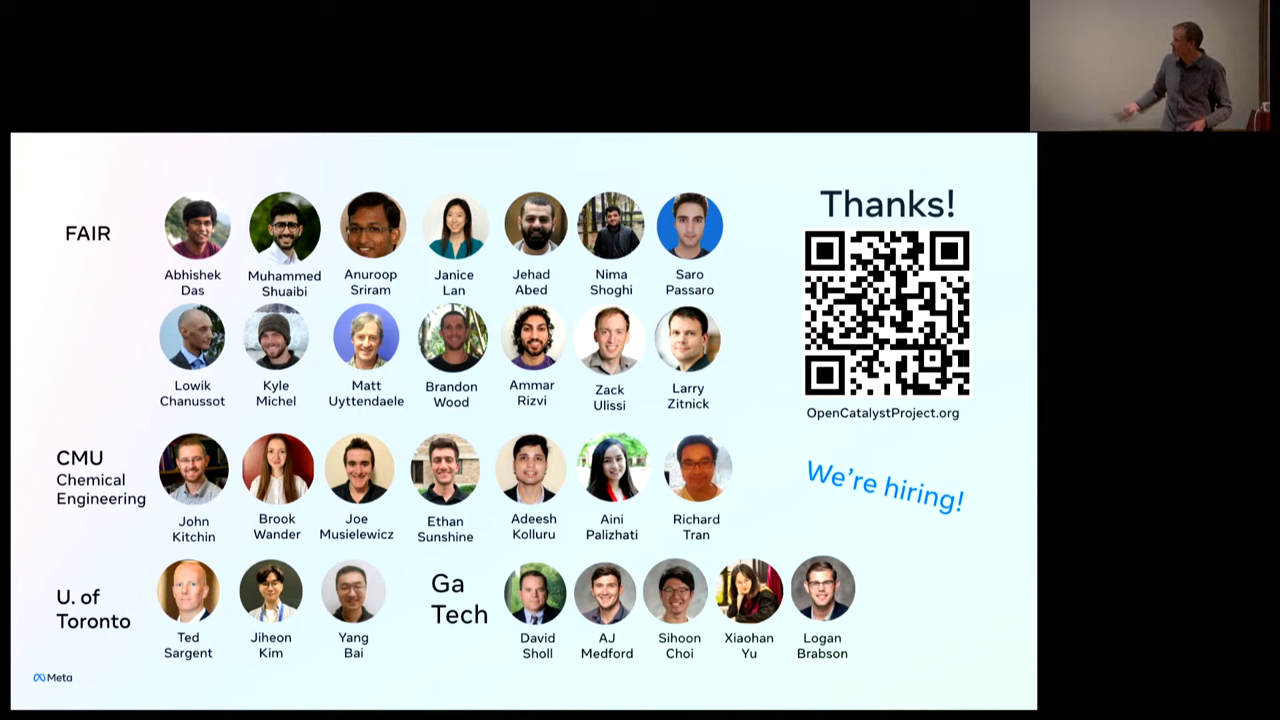 Thanks!
FAIR
Abhishek Das
Muhammed Shuaibi
Anuroop Sriram
Janice Lan
Jehad Abed
Nima Shoghi
Saro Passaro
Lowik Chanussot
Kyle Michel
Matt Uyttendaele
Brandon Wood
Ammar Rizvi
Zack Ulissi
Larry Zitnick
OpenCatalystProject.org
CMU
Chemical
Engineering
John Kitchin
Brook Wander
Joe Musielewicz
Ethan Sunshine
Adeesh Kolluru
Aini Palizhati
Richard Tran
We're hiring!
U. of
Toronto
Ted Sargent
Jiheon Kim
Yang Bai
Ga
Tech
David Sholl
AJ Medford
Sihoon Choi
Xiaohan Yu
Logan Brabson
Meta